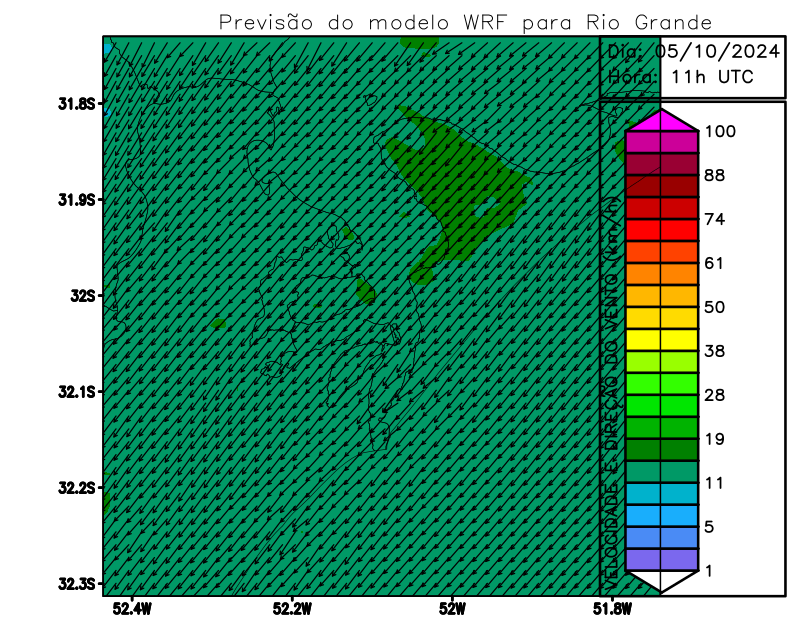 Previsão do modelo WRF para Rio Grande
Dia: 05/10/2024
Hora: 11h UTC
31.8S
31.9S
32S
32.1S
32.2S
32.3S
52.4W
52.2W
52W
51.8W
VELOCIDADE E DIREÇÃO DO VENTO (km/h)
100
88
74
61
50
38
28
19
11
5
1